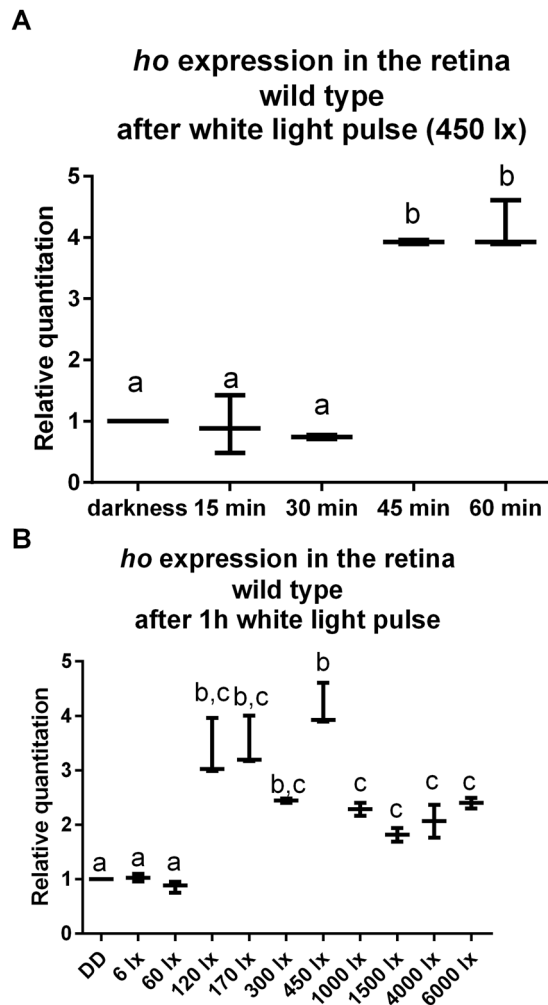 A
ho expression in the retina
wild type
after white light pulse (450 lx)
Relative quantitation
5
4
3
2
1
0
a
a
a
b
b
darkness 15 min 30 min 45 min 60 min
B
ho expression in the retina
wild type
after 1h white light pulse
Relative quantitation
5
4
3
2
1
0
a
a
a
b,c
b,c
b,c
b
c
c
c
c
DD
6 lx
60 lx
120 lx
170 lx
300 lx
450 lx
1000 lx
1500 lx
4000 lx
6000 lx